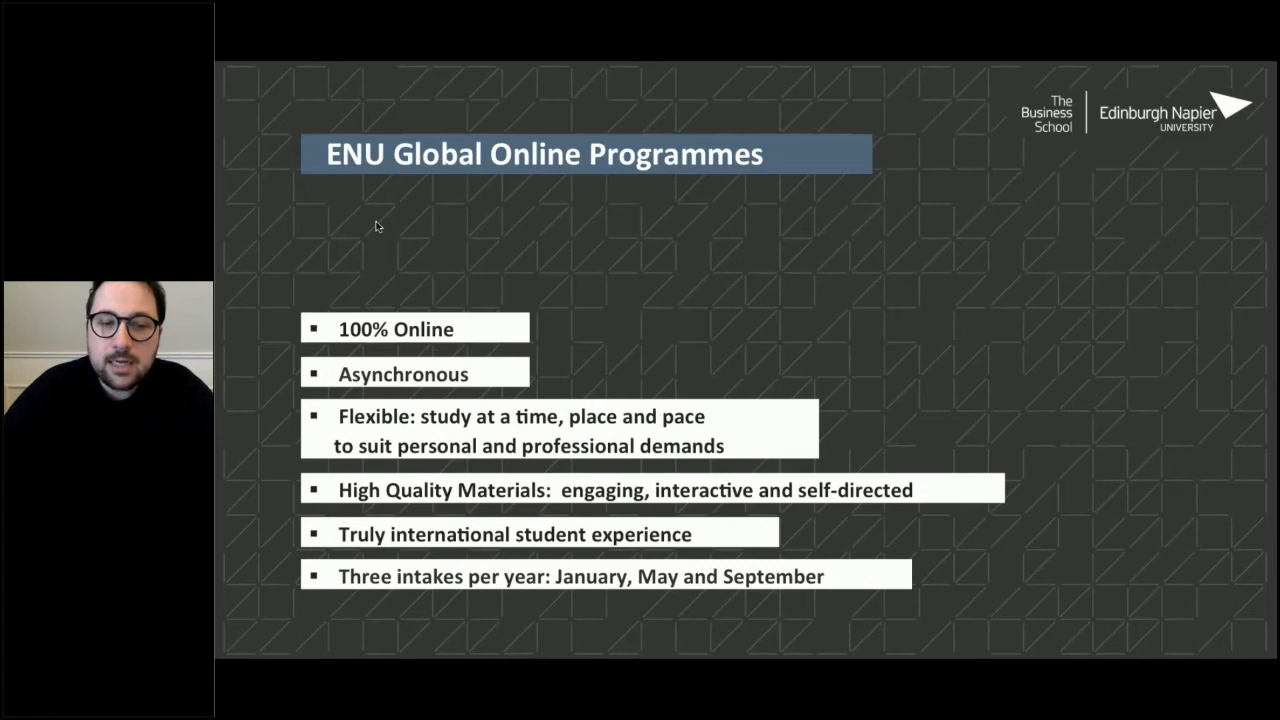 The
Business
School
Edinburgh Napier
UNIVERSITY
ENU Global Online Programmes
▪ 100% Online
▪ Asynchronous
▪ Flexible: study at a time, place and pace
to suit personal and professional demands
▪ High Quality Materials: engaging, interactive and self-directed
▪ Truly international student experience
▪ Three intakes per year: January, May and September